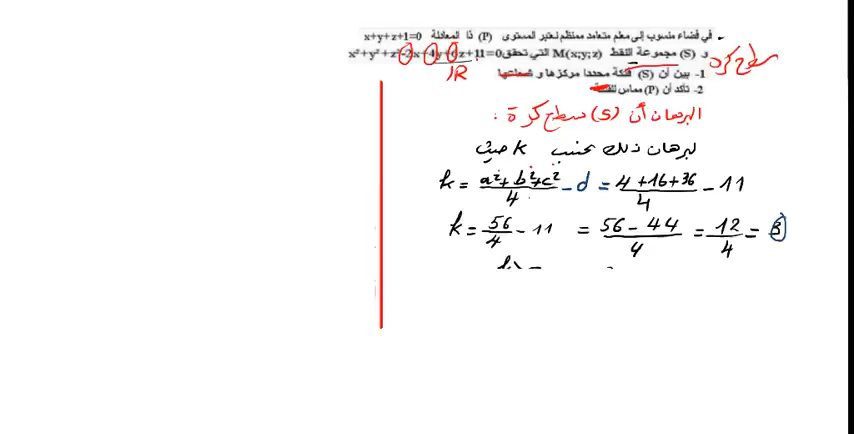 في فضاء منسوب إلى معلم متعامد ممنظم نعتبر المستوى (P) ذا المعادلة x+y+z+1=0
و (S) مجموعة النقط M(x;y;z) التي تحقق x²+y²+z²-2x+4y+6z+11=0
سطح كرة
IR
1- بين أن (S) فلكة محددا مركزها و شعاعها
2- تأكد أن (P) مماس
البرهان أن (S) سطح كرة :
لبرهان ذلك نحسب k حيث
k = (a²+b²+c²)/4 - d = (4+16+36)/4 - 11
k = 56/4 - 11 = (56-44)/4 = 12/4 = 3